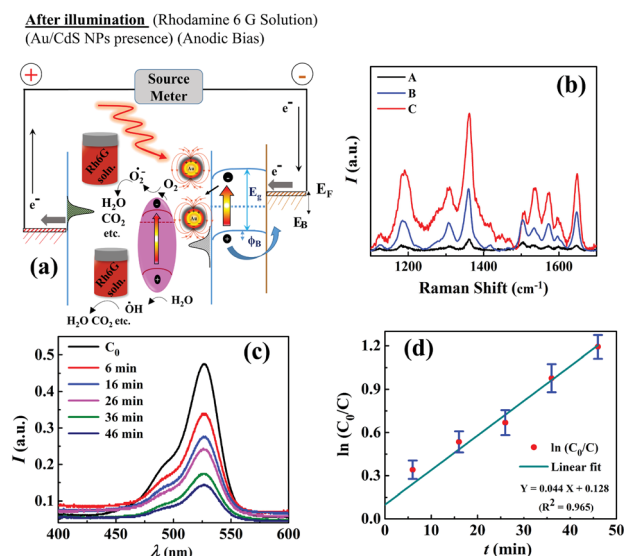 After illumination (Rhodamine 6 G Solution)
(Au/CdS NPs presence) (Anodic Bias)
+
Source
Meter
-
e⁻
Rh6G
soln.
Au
O₂•⁻
O₂
H₂O
CO₂
etc.
E_g
E_F
E_B
ϕ_B
e⁻
e⁻
e⁻
Au
(a)
Rh6G
soln.
ȮH
H₂O
H₂O CO₂ etc.
(b)
A
B
C
I (a.u.)
1200 1400 1600
Raman Shift (cm⁻¹)
(c)
C₀
6 min
16 min
26 min
36 min
46 min
I (a.u.)
0.5
0.4
0.3
0.2
0.1
400 450 500 550 600
λ (nm)
(d)
ln (C₀/C)
1.2
0.9
0.6
0.3
0.0
ln (C₀/C)
Linear fit
Y = 0.044 X + 0.128
(R² = 0.965)
0 10 20 30 40 50
t (min)